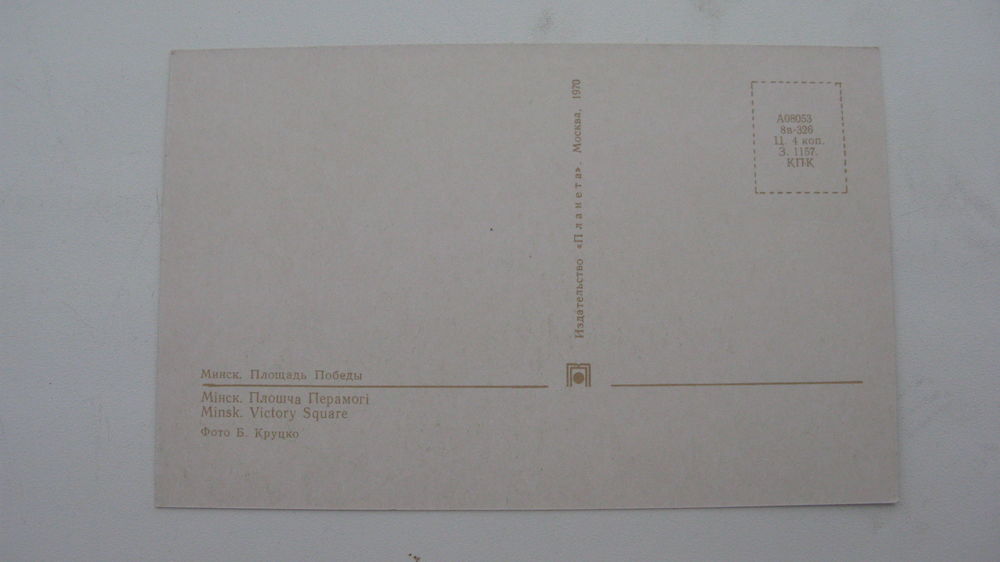 Минск. Площадь Победы
Мінск. Плошча Перамогі
Minsk. Victory Square
Фото Б. Круцко
Издательство «Планета». Москва, 1970
А08053
8в-326
Ц. 4 коп.
З. 1157.
КПК